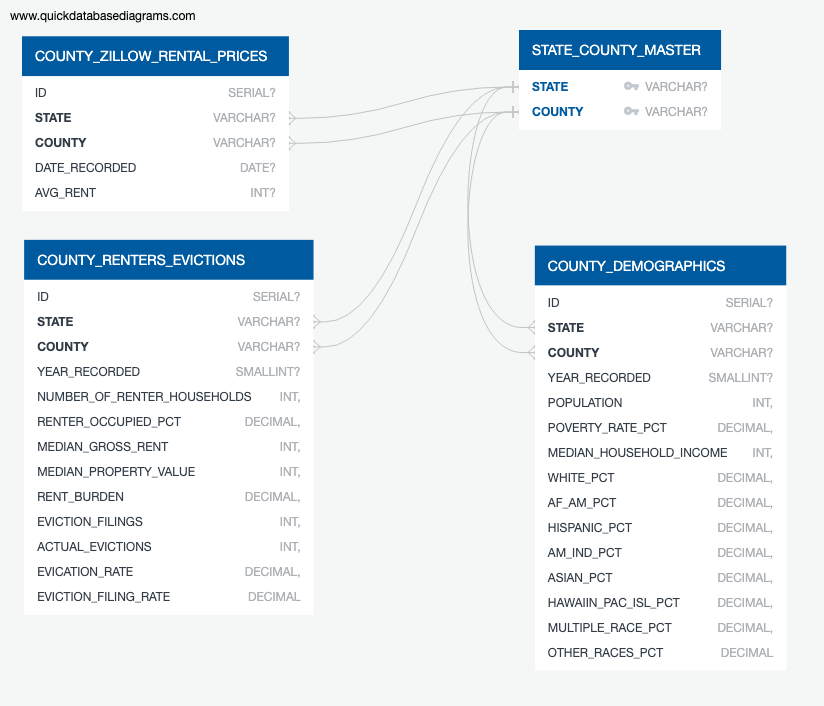 www.quickdatabasediagrams.com
COUNTY_ZILLOW_RENTAL_PRICES
ID SERIAL?
STATE VARCHAR?
COUNTY VARCHAR?
DATE_RECORDED DATE?
AVG_RENT INT?
STATE_COUNTY_MASTER
STATE VARCHAR?
COUNTY VARCHAR?
COUNTY_RENTERS_EVICTIONS
ID SERIAL?
STATE VARCHAR?
COUNTY VARCHAR?
YEAR_RECORDED SMALLINT?
NUMBER_OF_RENTER_HOUSEHOLDS INT,
RENTER_OCCUPIED_PCT DECIMAL,
MEDIAN_GROSS_RENT INT,
MEDIAN_PROPERTY_VALUE INT,
RENT_BURDEN DECIMAL,
EVICTION_FILINGS INT,
ACTUAL_EVICTIONS INT,
EVICATION_RATE DECIMAL,
EVICTION_FILING_RATE DECIMAL
COUNTY_DEMOGRAPHICS
ID SERIAL?
STATE VARCHAR?
COUNTY VARCHAR?
YEAR_RECORDED SMALLINT?
POPULATION INT,
POVERTY_RATE_PCT DECIMAL,
MEDIAN_HOUSEHOLD_INCOME INT,
WHITE_PCT DECIMAL,
AF_AM_PCT DECIMAL,
HISPANIC_PCT DECIMAL,
AM_IND_PCT DECIMAL,
ASIAN_PCT DECIMAL,
HAWAIIN_PAC_ISL_PCT DECIMAL,
MULTIPLE_RACE_PCT DECIMAL,
OTHER_RACES_PCT DECIMAL